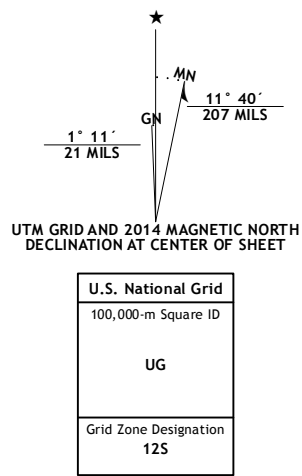 ★
MN
GN
11° 40´
207 MILS
1° 11´
21 MILS
UTM GRID AND 2014 MAGNETIC NORTH
DECLINATION AT CENTER OF SHEET
U.S. National Grid
100,000-m Square ID
UG
Grid Zone Designation
12S